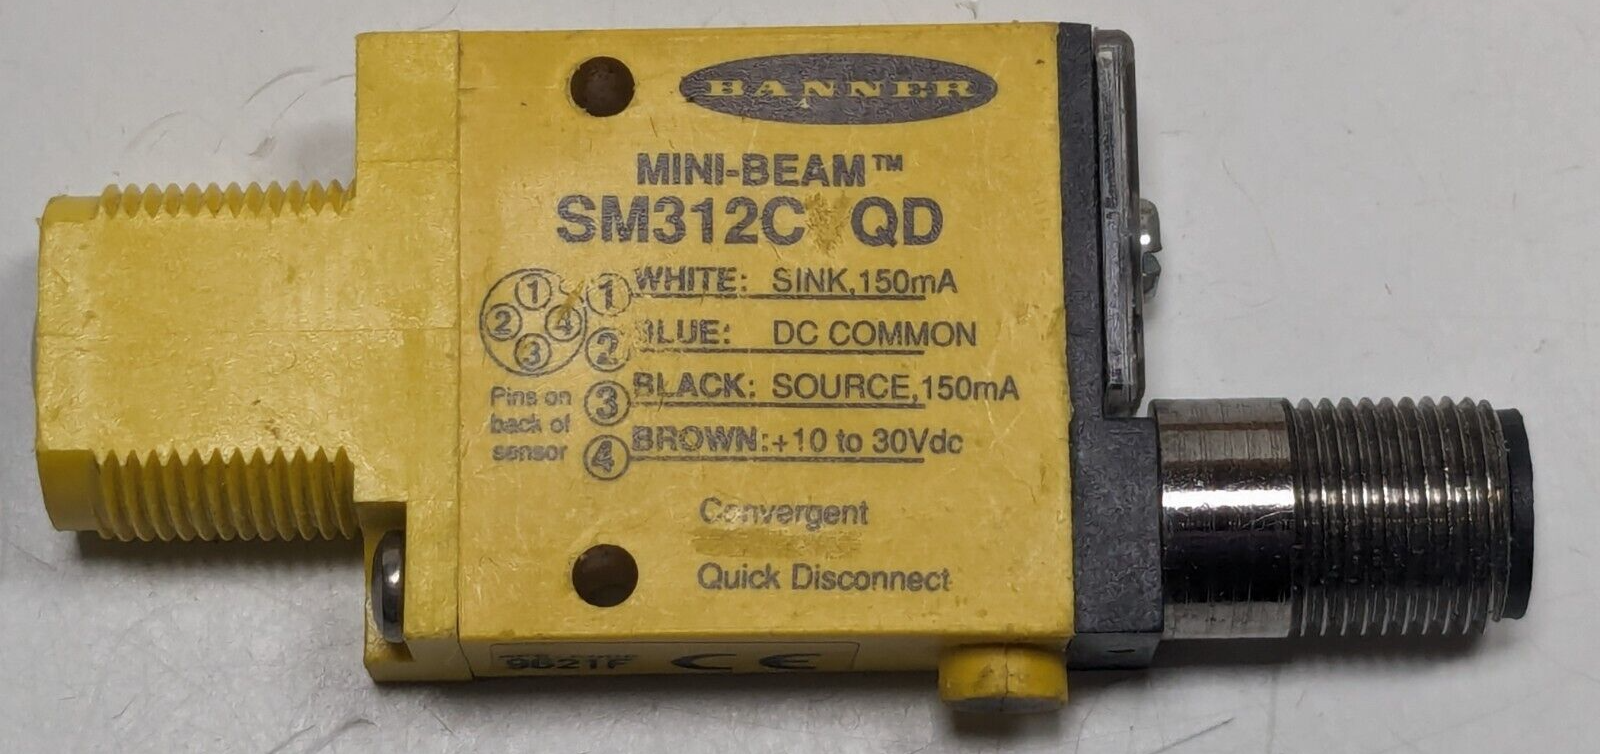 BANNER
MINI-BEAM™
SM312C QD
1 2 3 4
1 WHITE: SINK, 150mA
2 BLUE: DC COMMON
3 BLACK: SOURCE, 150mA
4 BROWN: +10 to 30Vdc
Pins on
back of
sensor
Convergent
Quick Disconnect
CE